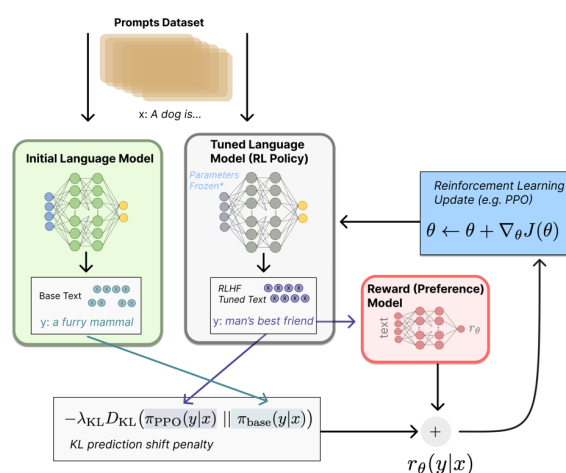 Prompts Dataset
x: A dog is...
Initial Language Model
Tuned Language
Model (RL Policy)
Parameters
Frozen*
Reinforcement Learning
Update (e.g. PPO)
θ ← θ + ∇θJ(θ)
Base Text
x x x x
x x x x
y: a furry mammal
RLHF
Tuned Text
x x x x
x x x x
y: man's best friend
Reward (Preference)
Model
text
rθ
−λKL DKL(πPPO(y|x) || πbase(y|x))
KL prediction shift penalty
+
rθ(y|x)